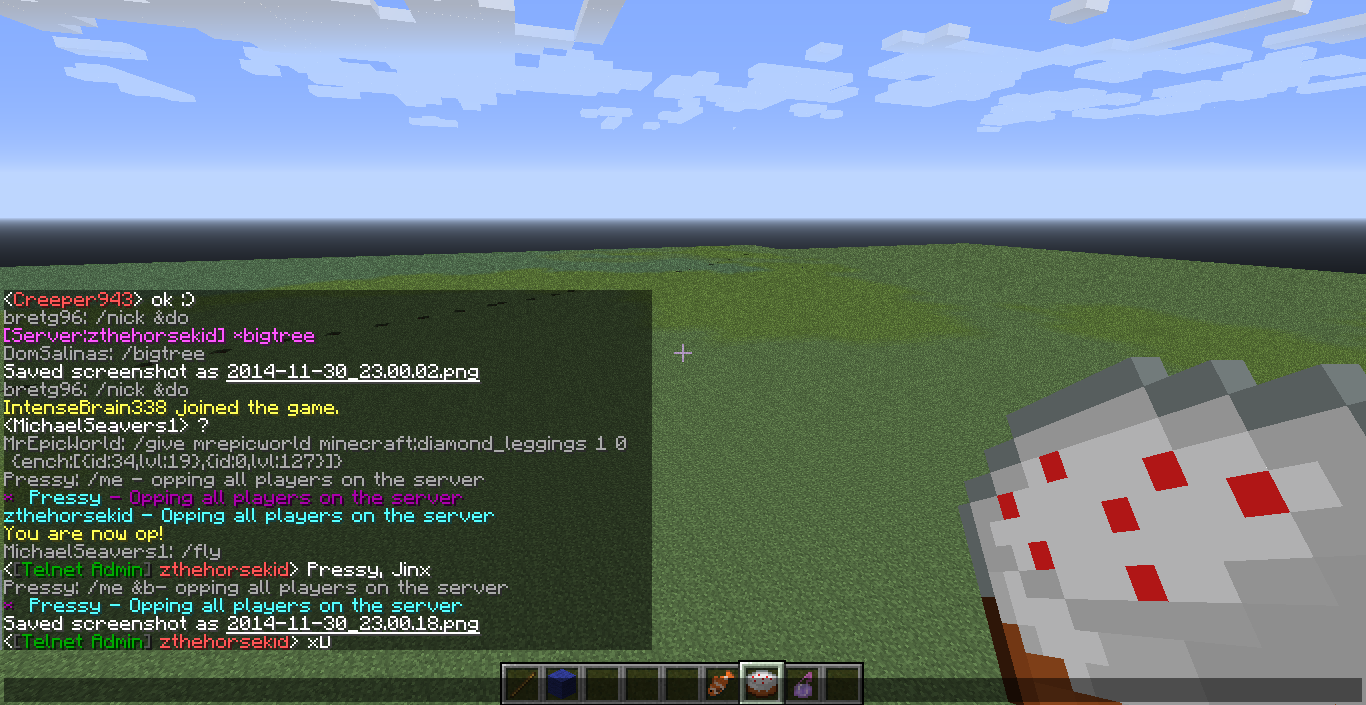 <Creeper943> ok :D
bretg96: /nick &do
[Server:zthehorsekid] *bigtree
DomSalinas: /bigtree
Saved screenshot as 2014-11-30_23.00.02.png
bretg96: /nick &do
IntenseBrain338 joined the game.
<MichaelSeavers1> ?
MrEpicWorld: /give mrepicworld minecraft:diamond_leggings 1 0
{ench:[{id:34,lvl:19},{id:0,lvl:127}]}
Pressy: /me - opping all players on the server
* Pressy - Opping all players on the server
zthehorsekid - Opping all players on the server
You are now op!
MichaelSeavers1: /fly
<[Telnet Admin] zthehorsekid> Pressy, Jinx
Pressy: /me &b- opping all players on the server
* Pressy - Opping all players on the server
Saved screenshot as 2014-11-30_23.00.18.png
<[Telnet Admin] zthehorsekid> xD